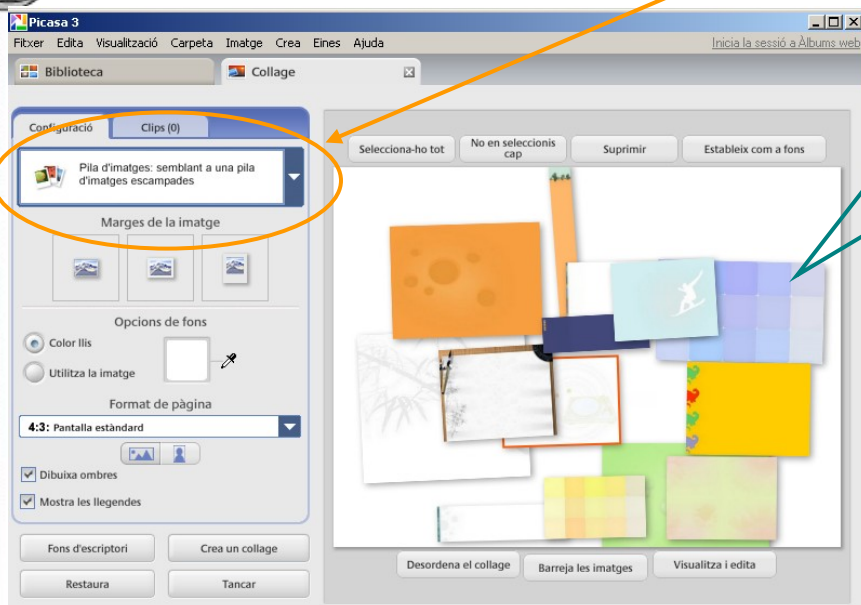 Picasa 3
Fitxer Edita Visualització Carpeta Imatge Crea Eines Ajuda
Inicia la sessió a Àlbums web
Biblioteca
Collage
Configuració
Clips (0)
Pila d'imatges: semblant a una pila
d'imatges escampades
Marges de la imatge
Opcions de fons
Color llis
Utilitza la imatge
Format de pàgina
4:3: Pantalla estàndard
Dibuixa ombres
Mostra les llegendes
Fons d'escriptori
Crea un collage
Restaura
Tancar
Selecciona-ho tot
No en seleccionis
cap
Suprimir
Estableix com a fons
Desordena el collage
Barreja les imatges
Visualitza i edita